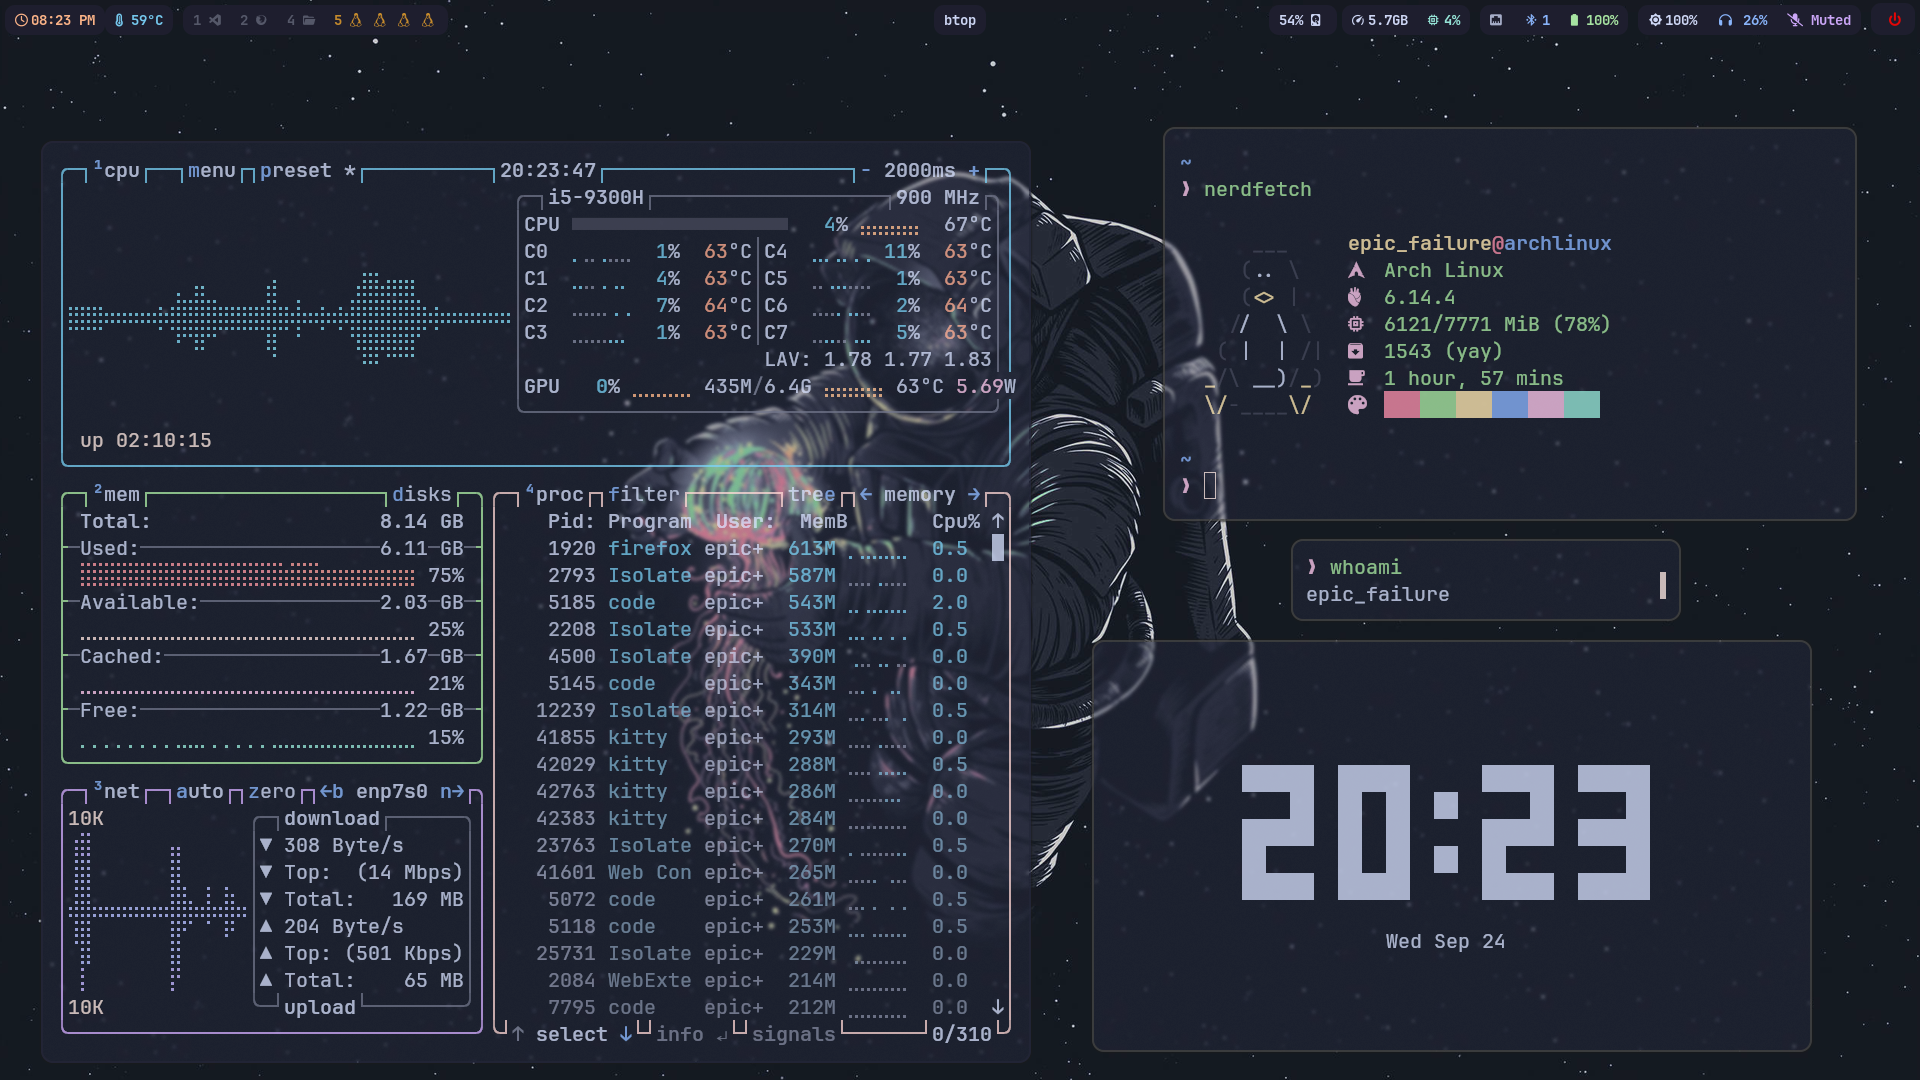 08:23 PM 59°C 1 2 4 5
btop
54% 5.7GB 4% 1 100% 100% 26% Muted
1cpu menu preset * 20:23:47 - 2000ms +
i5-9300H 900 MHz
CPU 4% 67°C
C0 1% 63°C C4 11% 63°C
C1 4% 63°C C5 1% 63°C
C2 7% 64°C C6 2% 64°C
C3 1% 63°C C7 5% 63°C
LAV: 1.78 1.77 1.83
GPU 0% 435M/6.4G 63°C 5.69W
up 02:10:15
2mem disks
Total: 8.14 GB
Used: 6.11 GB
75%
Available: 2.03 GB
25%
Cached: 1.67 GB
21%
Free: 1.22 GB
15%
3net auto zero ←b enp7s0 n→
10K
download
▼ 308 Byte/s
▼ Top: (14 Mbps)
▼ Total: 169 MB
▲ 204 Byte/s
▲ Top: (501 Kbps)
▲ Total: 65 MB
upload
10K
4proc filter tree ← memory →
Pid: Program User: MemB Cpu% ↑
1920 firefox epic+ 613M 0.5
2793 Isolate epic+ 587M 0.0
5185 code epic+ 543M 2.0
2208 Isolate epic+ 533M 0.5
4500 Isolate epic+ 390M 0.0
5145 code epic+ 343M 0.0
12239 Isolate epic+ 314M 0.5
41855 kitty epic+ 293M 0.0
42029 kitty epic+ 288M 0.5
42763 kitty epic+ 286M 0.0
42383 kitty epic+ 284M 0.0
23763 Isolate epic+ 270M 0.5
41601 Web Con epic+ 265M 0.0
5072 code epic+ 261M 0.5
5118 code epic+ 253M 0.5
25731 Isolate epic+ 229M 0.0
2084 WebExte epic+ 214M 0.0
7795 code epic+ 212M 0.0 ↓
↑ select ↓ info ↵ signals 0/310
~
❱ nerdfetch
epic_failure@archlinux
Arch Linux
6.14.4
6121/7771 MiB (78%)
1543 (yay)
1 hour, 57 mins
~
❱
❱ whoami
epic_failure
20:23
Wed Sep 24